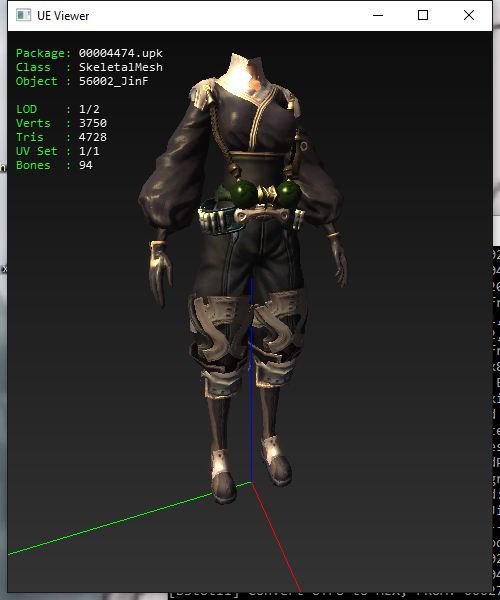 UE Viewer
Package: 00004474.upk
Class : SkeletalMesh
Object : 56002_JinF
LOD : 1/2
Verts : 3750
Tris : 4728
UV Set : 1/1
Bones : 94